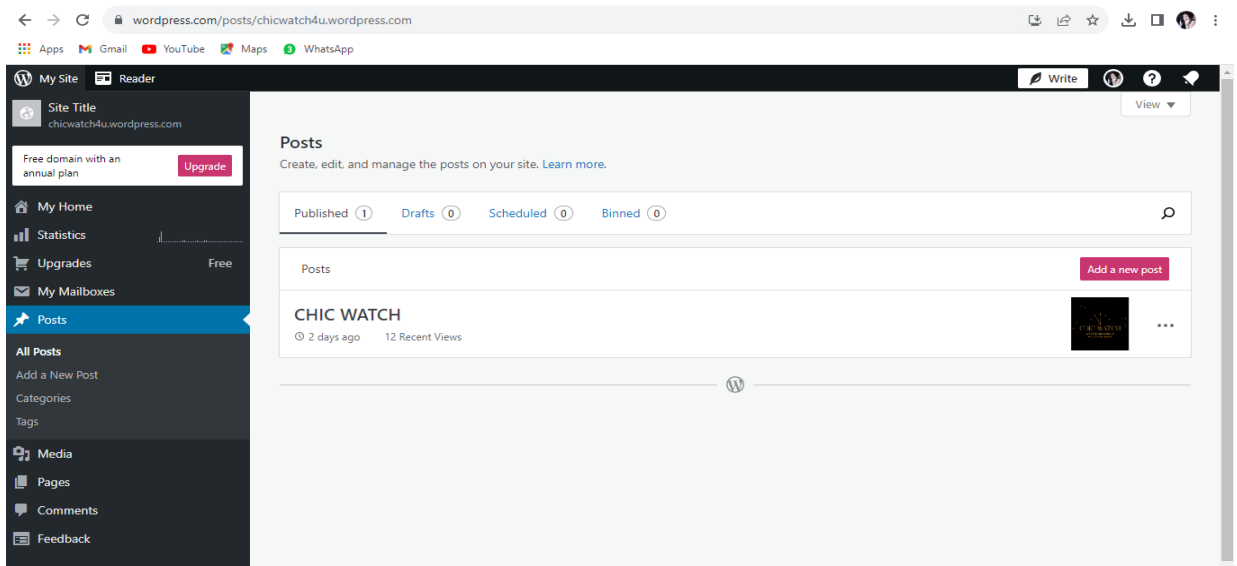 wordpress.com/posts/chicwatch4u.wordpress.com
Apps Gmail YouTube Maps 3 WhatsApp
My Site Reader Write
Site Title
chicwatch4u.wordpress.com
View
Free domain with an
annual plan
Upgrade
My Home
Statistics
Upgrades Free
My Mailboxes
Posts
All Posts
Add a New Post
Categories
Tags
Media
Pages
Comments
Feedback
Posts
Create, edit, and manage the posts on your site. Learn more.
Published 1 Drafts 0 Scheduled 0 Binned 0
Posts Add a new post
CHIC WATCH
2 days ago 12 Recent Views
CHIC WATCH